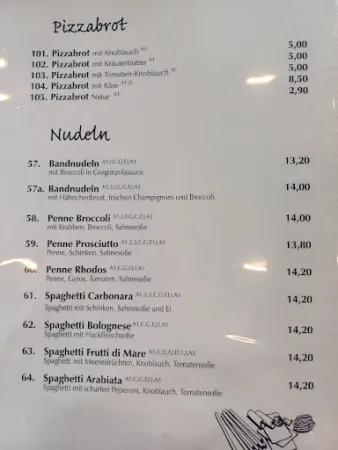 Pizzabrot
101. Pizzabrot mit Knoblauch A1 5,00
102. Pizzabrot mit Kräuterbutter A1 5,00
103. Pizzabrot mit Tomaten-Knoblauch A1 5,00
104. Pizzabrot mit Käse A1,G 8,50
105. Pizzabrot Natur A1 2,90
Nudeln
57. Bandnudeln 13,20
mit Broccoli in Gorgonzolasauce
57a. Bandnudeln 14,00
mit Hähnchenbrust, frischen Champignons und Broccoli
58. Penne Broccoli 14,00
mit Krabben, Broccoli, Sahnesoße
59. Penne Prosciutto 13,80
Penne, Schinken, Sahnesoße
60. Penne Rhodos 14,20
Penne, Gyros, Tomaten, Sahnesoße
61. Spaghetti Carbonara 14,20
Spaghetti mit Schinken, Sahnesoße und Ei
62. Spaghetti Bolognese 14,20
Spaghetti mit Hackfleischsoße
63. Spaghetti Frutti di Mare 14,20
Spaghetti mit Meeresfrüchten, Knoblauch, Tomatensoße
64. Spaghetti Arabiata 14,20
Spaghetti mit scharfen Peperoni, Knoblauch, Tomatensoße